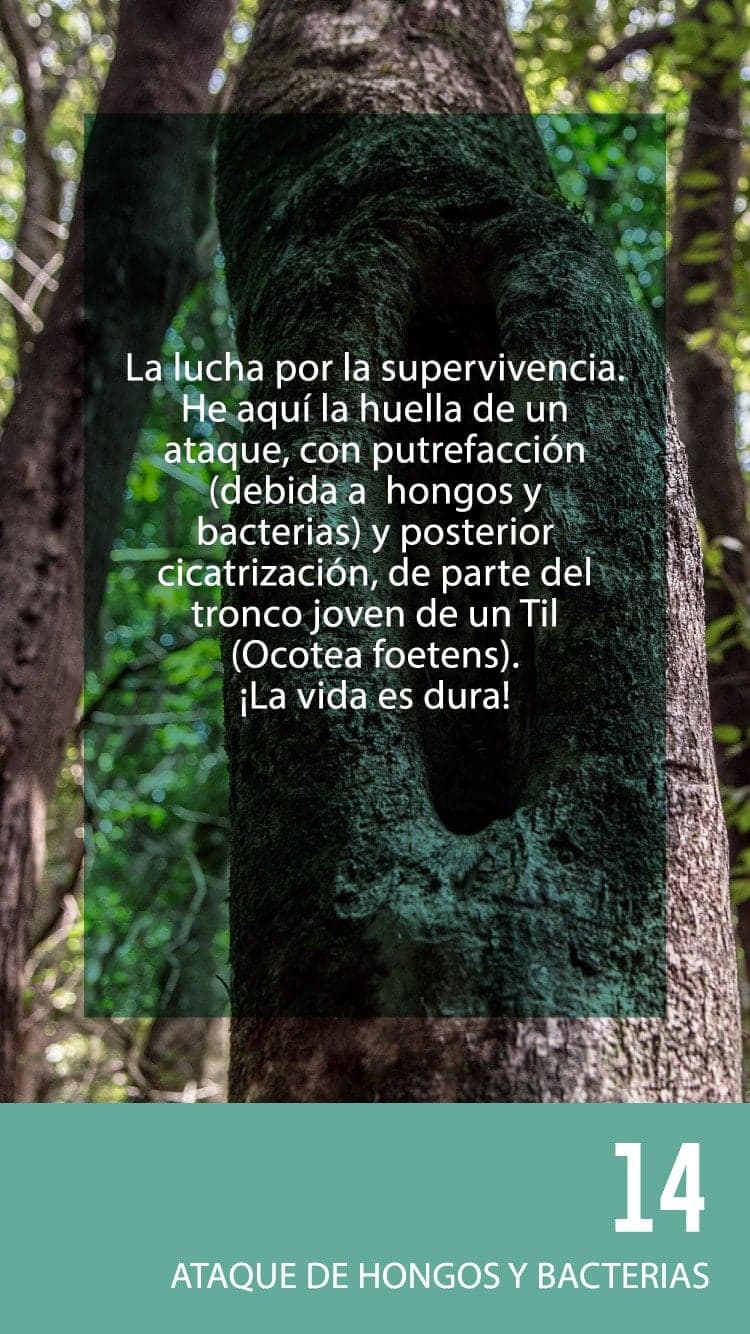 La lucha por la supervivencia.
He aquí la huella de un
ataque, con putrefacción
(debida a  hongos y
bacterias) y posterior
cicatrización, de parte del
tronco joven de un Til
(Ocotea foetens).
¡La vida es dura!
14
ATAQUE DE HONGOS Y BACTERIAS